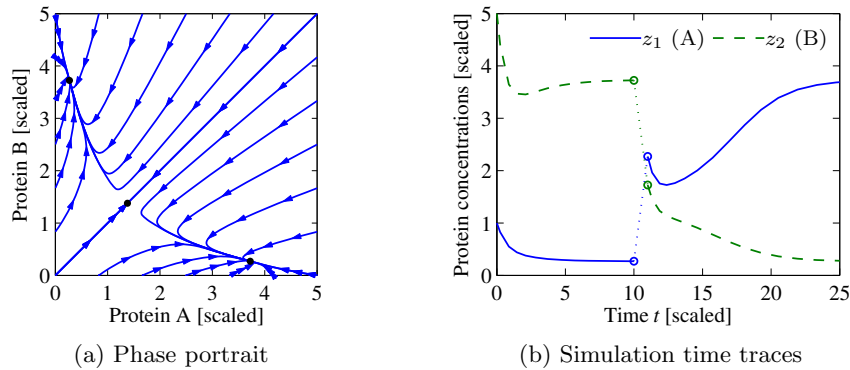 5
4
3
2
1
0
Protein B [scaled]
0 1 2 3 4 5
Protein A [scaled]
(a) Phase portrait
5
4
3
2
1
0
Protein concentrations [scaled]
z₁ (A) z₂ (B)
0 5 10 15 20 25
Time t [scaled]
(b) Simulation time traces